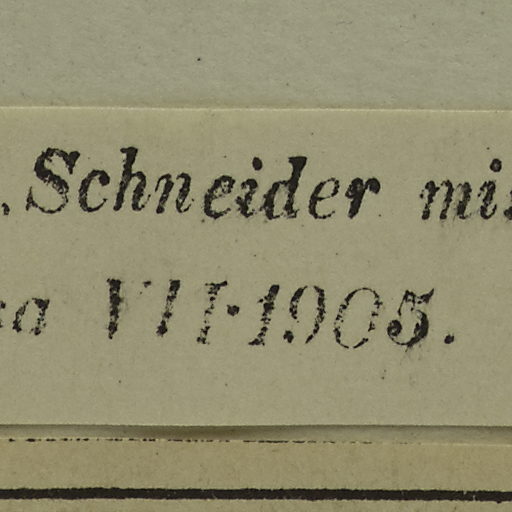 . Schneider
VII·1905.